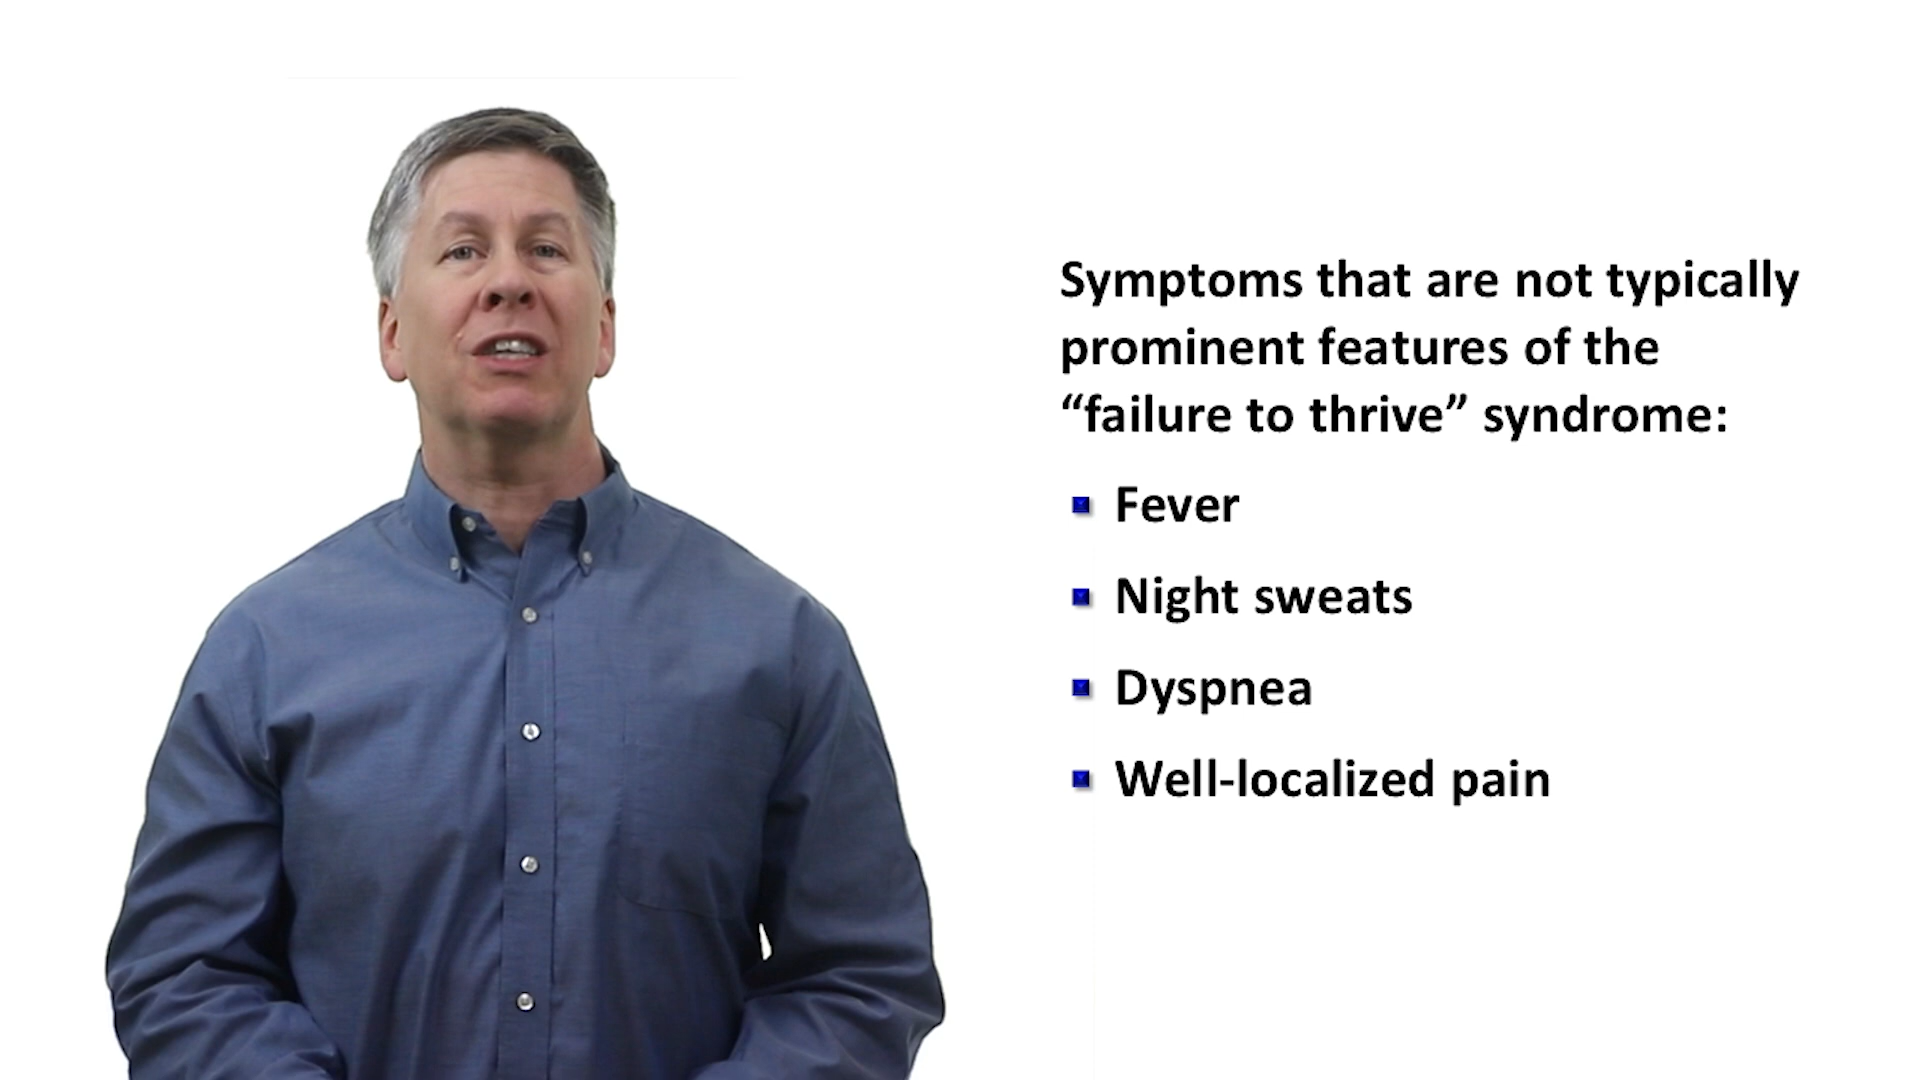 Symptoms that are not typically
prominent features of the
“failure to thrive” syndrome:
Fever
Night sweats
Dyspnea
Well-localized pain